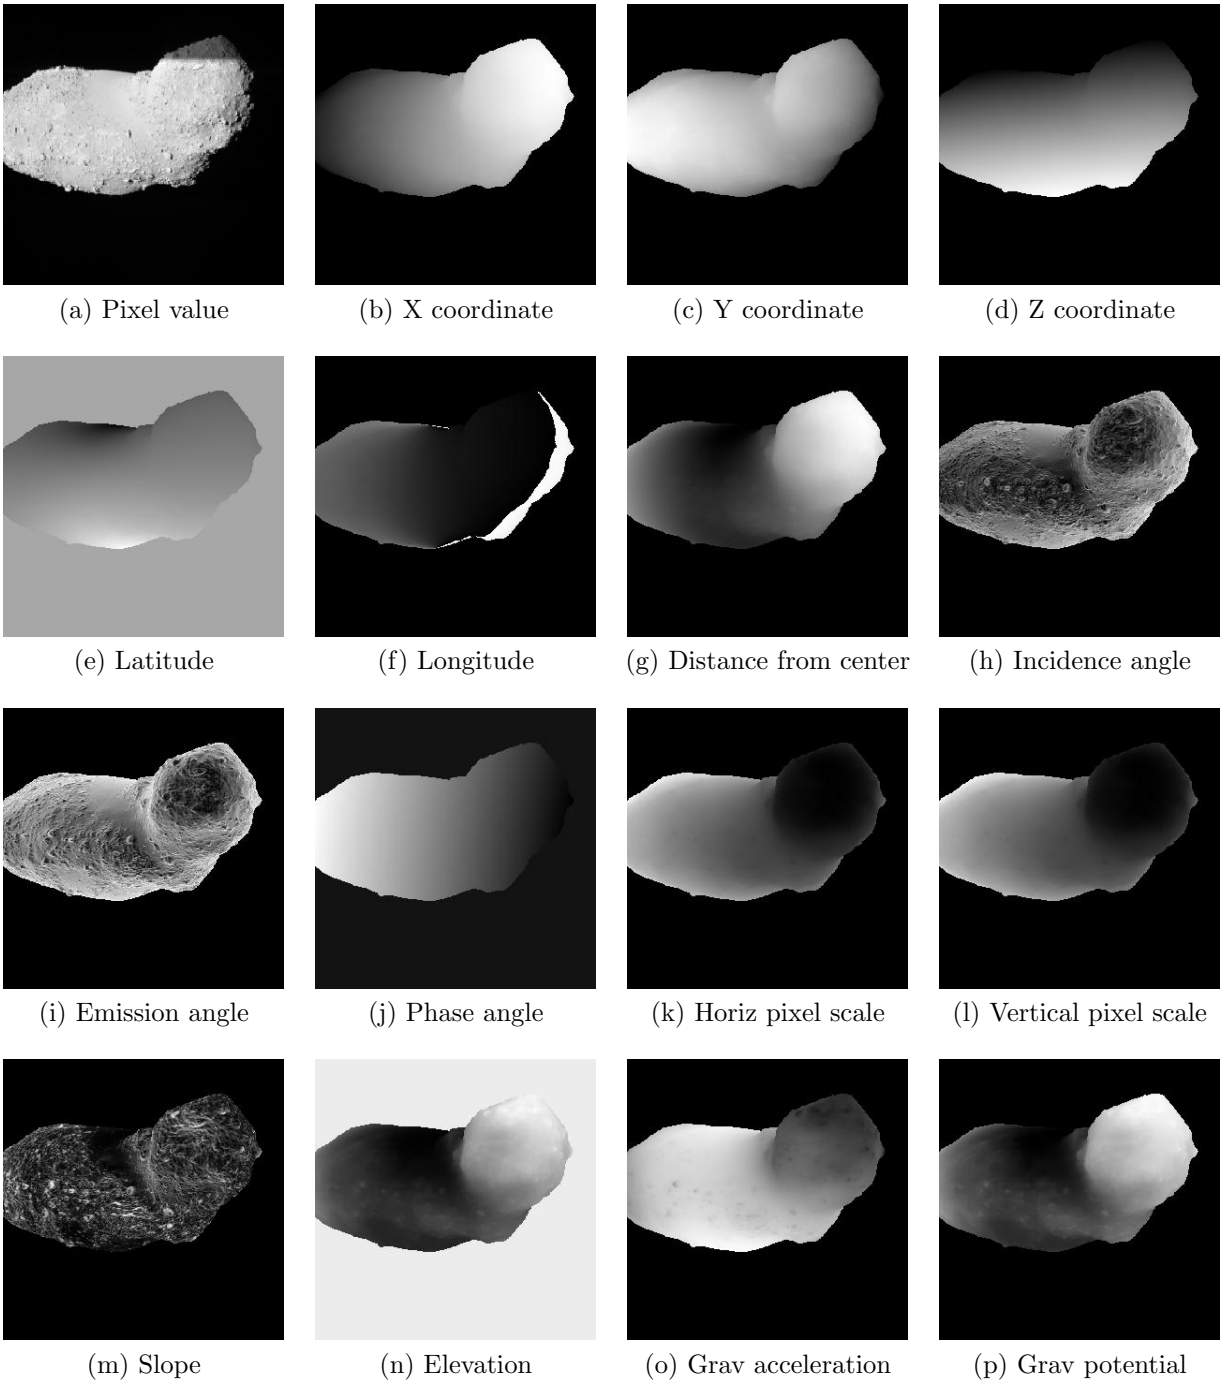 (a) Pixel value
(b) X coordinate
(c) Y coordinate
(d) Z coordinate
(e) Latitude
(f) Longitude
(g) Distance from center
(h) Incidence angle
(i) Emission angle
(j) Phase angle
(k) Horiz pixel scale
(l) Vertical pixel scale
(m) Slope
(n) Elevation
(o) Grav acceleration
(p) Grav potential